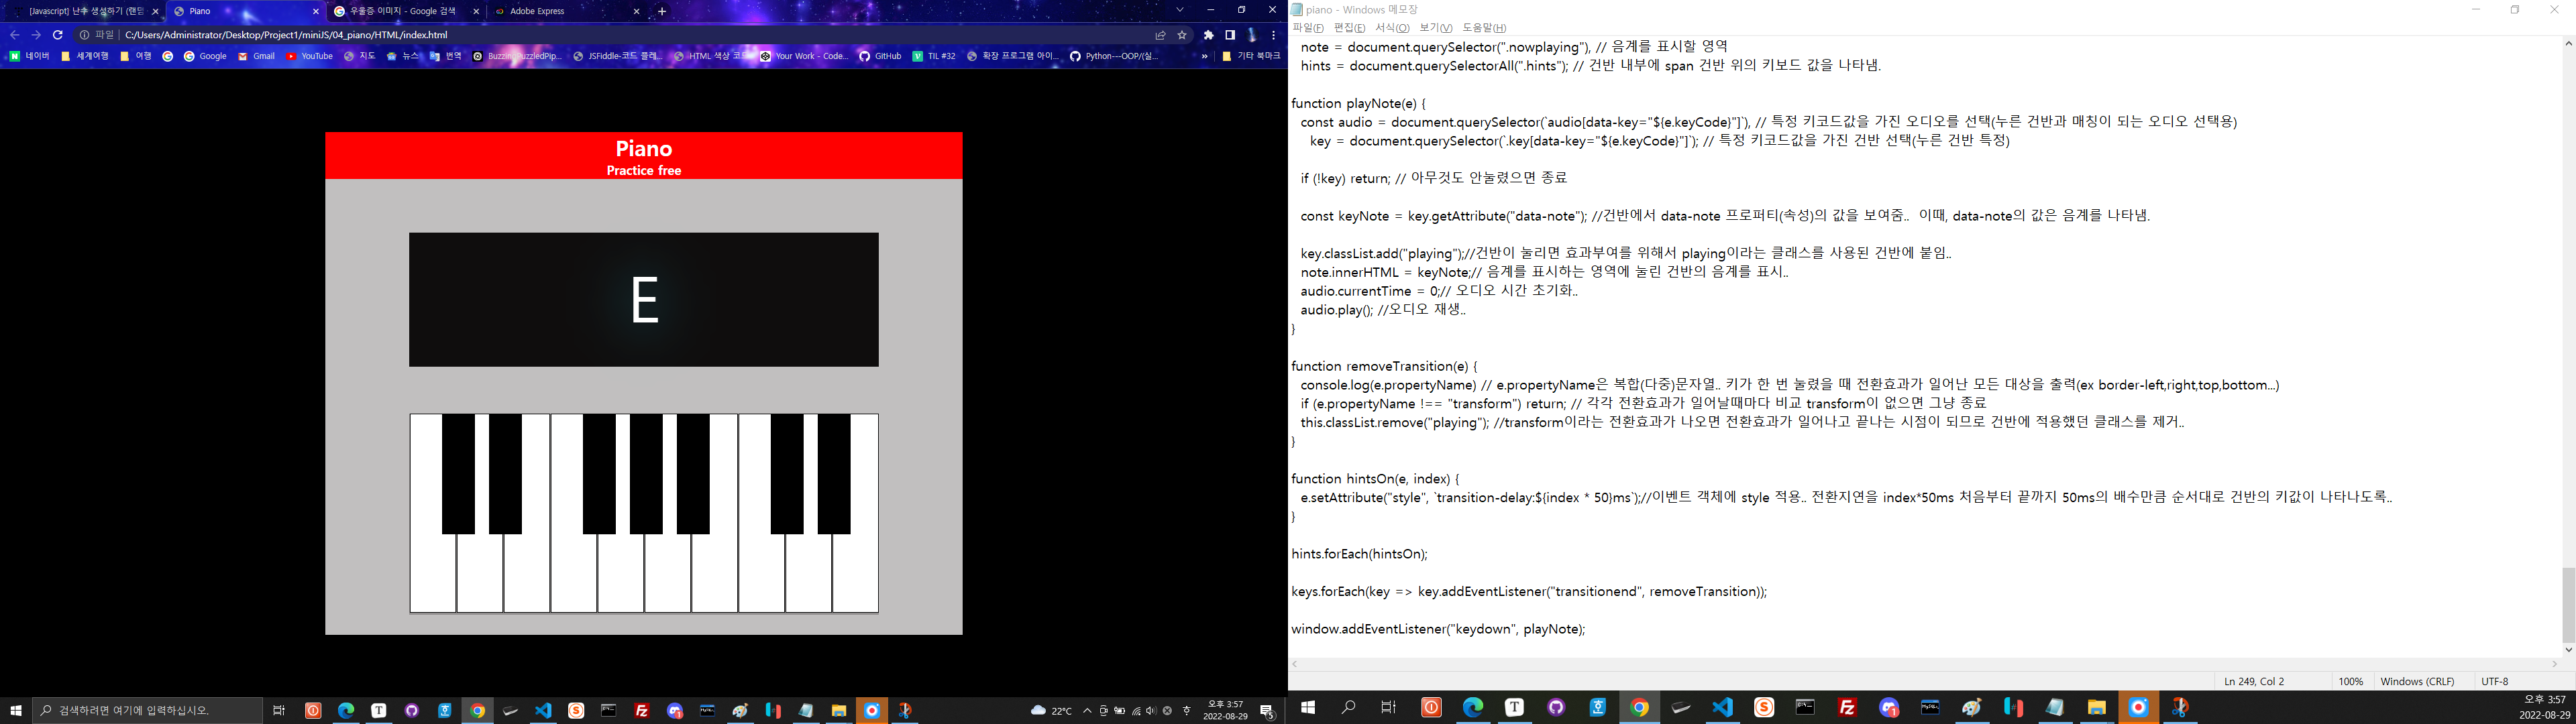 [Javascript] 난수 생성하기 (랜덤
Piano
우울증 이미지 - Google 검색
Adobe Express
파일
C:/Users/Administrator/Desktop/Project1/miniJS/04_piano/HTML/index.html
네이버
세계여행
여행
Google
Gmail
YouTube
지도
뉴스
번역
BuzzingPuzzledPip...
JSFiddle-코드 플레...
HTML 색상 코드
Your Work - Code...
GitHub
TIL #32
확장 프로그램 아이...
Python---OOP/(실...
»
기타 북마크
Piano
Practice free
E
검색하려면 여기에 입력하십시오.
22°C
오후 3:57
2022-08-29
piano - Windows 메모장
파일(F) 편집(E) 서식(O) 보기(V) 도움말(H)
note = document.querySelector(".nowplaying"), // 음계를 표시할 영역
hints = document.querySelectorAll(".hints"); // 건반 내부에 span 건반 위의 키보드 값을 나타냄.
function playNote(e) {
const audio = document.querySelector(`audio[data-key="${e.keyCode}"]`), // 특정 키코드값을 가진 오디오를 선택(누른 건반과 매칭이 되는 오디오 선택용)
key = document.querySelector(`.key[data-key="${e.keyCode}"]`); // 특정 키코드값을 가진 건반 선택(누른 건반 특정)
if (!key) return; // 아무것도 안눌렸으면 종료
const keyNote = key.getAttribute("data-note"); //건반에서 data-note 프로퍼티(속성)의 값을 보여줌.. 이때, data-note의 값은 음계를 나타냄.
key.classList.add("playing");//건반이 눌리면 효과부여를 위해서 playing이라는 클래스를 사용된 건반에 붙임..
note.innerHTML = keyNote;// 음계를 표시하는 영역에 눌린 건반의 음계를 표시..
audio.currentTime = 0;// 오디오 시간 초기화..
audio.play(); //오디오 재생..
}
function removeTransition(e) {
console.log(e.propertyName) // e.propertyName은 복합(다중)문자열.. 키가 한 번 눌렸을 때 전환효과가 일어난 모든 대상을 출력(ex border-left,right,top,bottom...)
if (e.propertyName !== "transform") return; // 각각 전환효과가 일어날때마다 비교 transform이 없으면 그냥 종료
this.classList.remove("playing"); //transform이라는 전환효과가 나오면 전환효과가 일어나고 끝나는 시점이 되므로 건반에 적용했던 클래스를 제거..
}
function hintsOn(e, index) {
e.setAttribute("style", `transition-delay:${index * 50}ms`);//이벤트 객체에 style 적용.. 전환지연을 index*50ms 처음부터 끝까지 50ms의 배수만큼 순서대로 건반의 키값이 나타나도록..
}
hints.forEach(hintsOn);
keys.forEach(key => key.addEventListener("transitionend", removeTransition));
window.addEventListener("keydown", playNote);
Ln 249, Col 2
100%
Windows (CRLF)
UTF-8
오후 3:57
2022-08-29